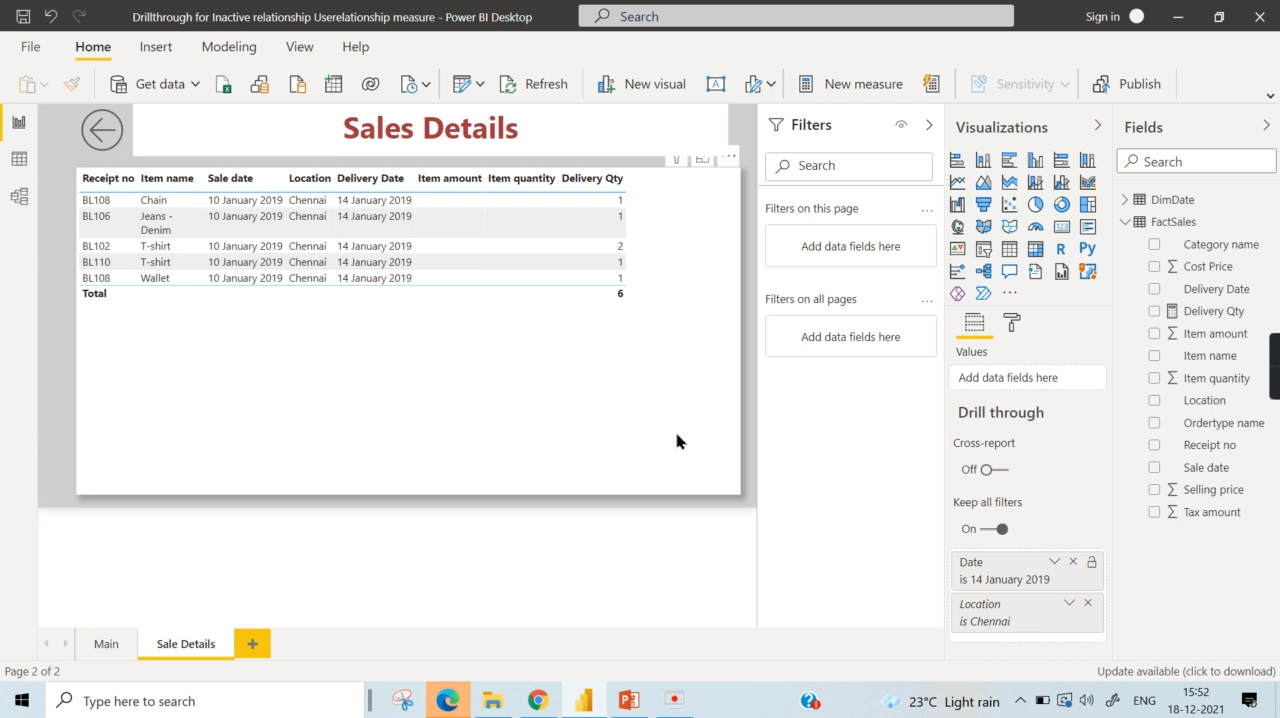 Drillthrough for Inactive relationship Userelationship measure - Power BI Desktop
Search
Sign in
File Home Insert Modeling View Help
Get data
Refresh
New visual
New measure
Sensitivity
Publish
Sales Details
Receipt no Item name Sale date Location Delivery Date Item amount Item quantity Delivery Qty
BL108 Chain 10 January 2019 Chennai 14 January 2019 1
BL106 Jeans - 10 January 2019 Chennai 14 January 2019 1
Denim
BL102 T-shirt 10 January 2019 Chennai 14 January 2019 2
BL110 T-shirt 10 January 2019 Chennai 14 January 2019 1
BL108 Wallet 10 January 2019 Chennai 14 January 2019 1
Total 6
Filters
Search
Filters on this page
Add data fields here
Filters on all pages
Add data fields here
Visualizations
R Py
Values
Add data fields here
Drill through
Cross-report
Off
Keep all filters
On
Date
is 14 January 2019
Location
is Chennai
Fields
Search
DimDate
FactSales
Category name
Cost Price
Delivery Date
Delivery Qty
Item amount
Item name
Item quantity
Location
Ordertype name
Receipt no
Sale date
Selling price
Tax amount
Main
Sale Details
Page 2 of 2
Update available (click to download)
Type here to search
23°C Light rain
ENG
15:52
18-12-2021